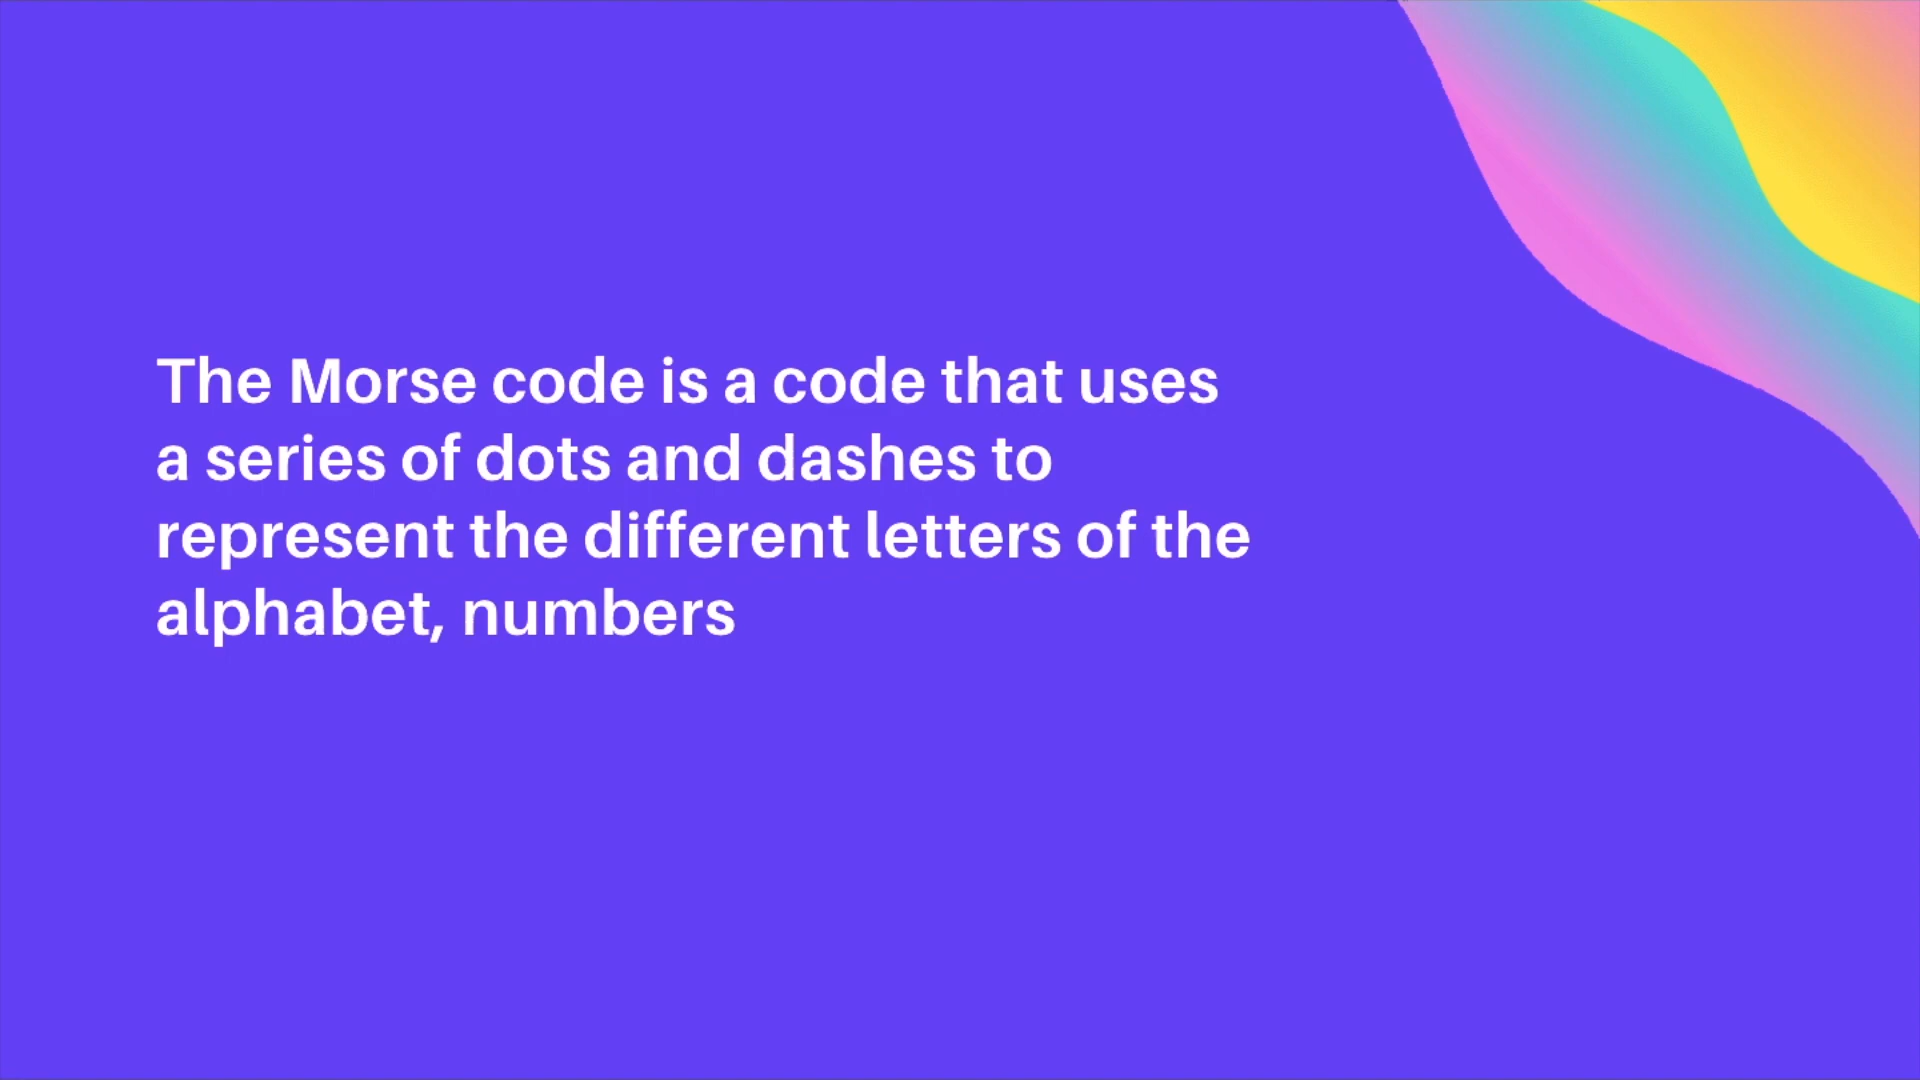 The Morse code is a code that uses
a series of dots and dashes to
represent the different letters of the
alphabet, numbers